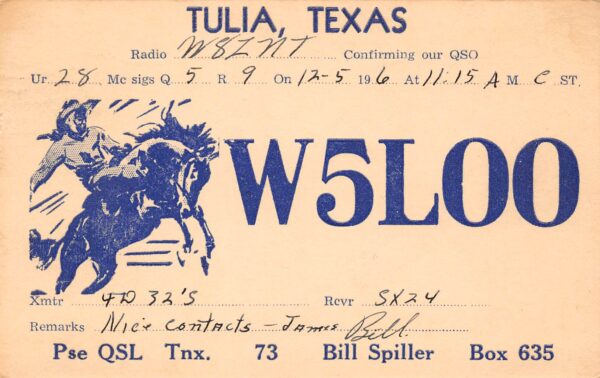 TULIA, TEXAS
Radio W8ZNT Confirming our QSO
Ur 28 Mc sigs Q 5 R 9 On 12-5 196 At 11:15 A M C ST.
W5LOO
Xmtr 4D 32's Rcvr SX24
Remarks Nice contacts - James Bill
Pse QSL Tnx. 73 Bill Spiller Box 635